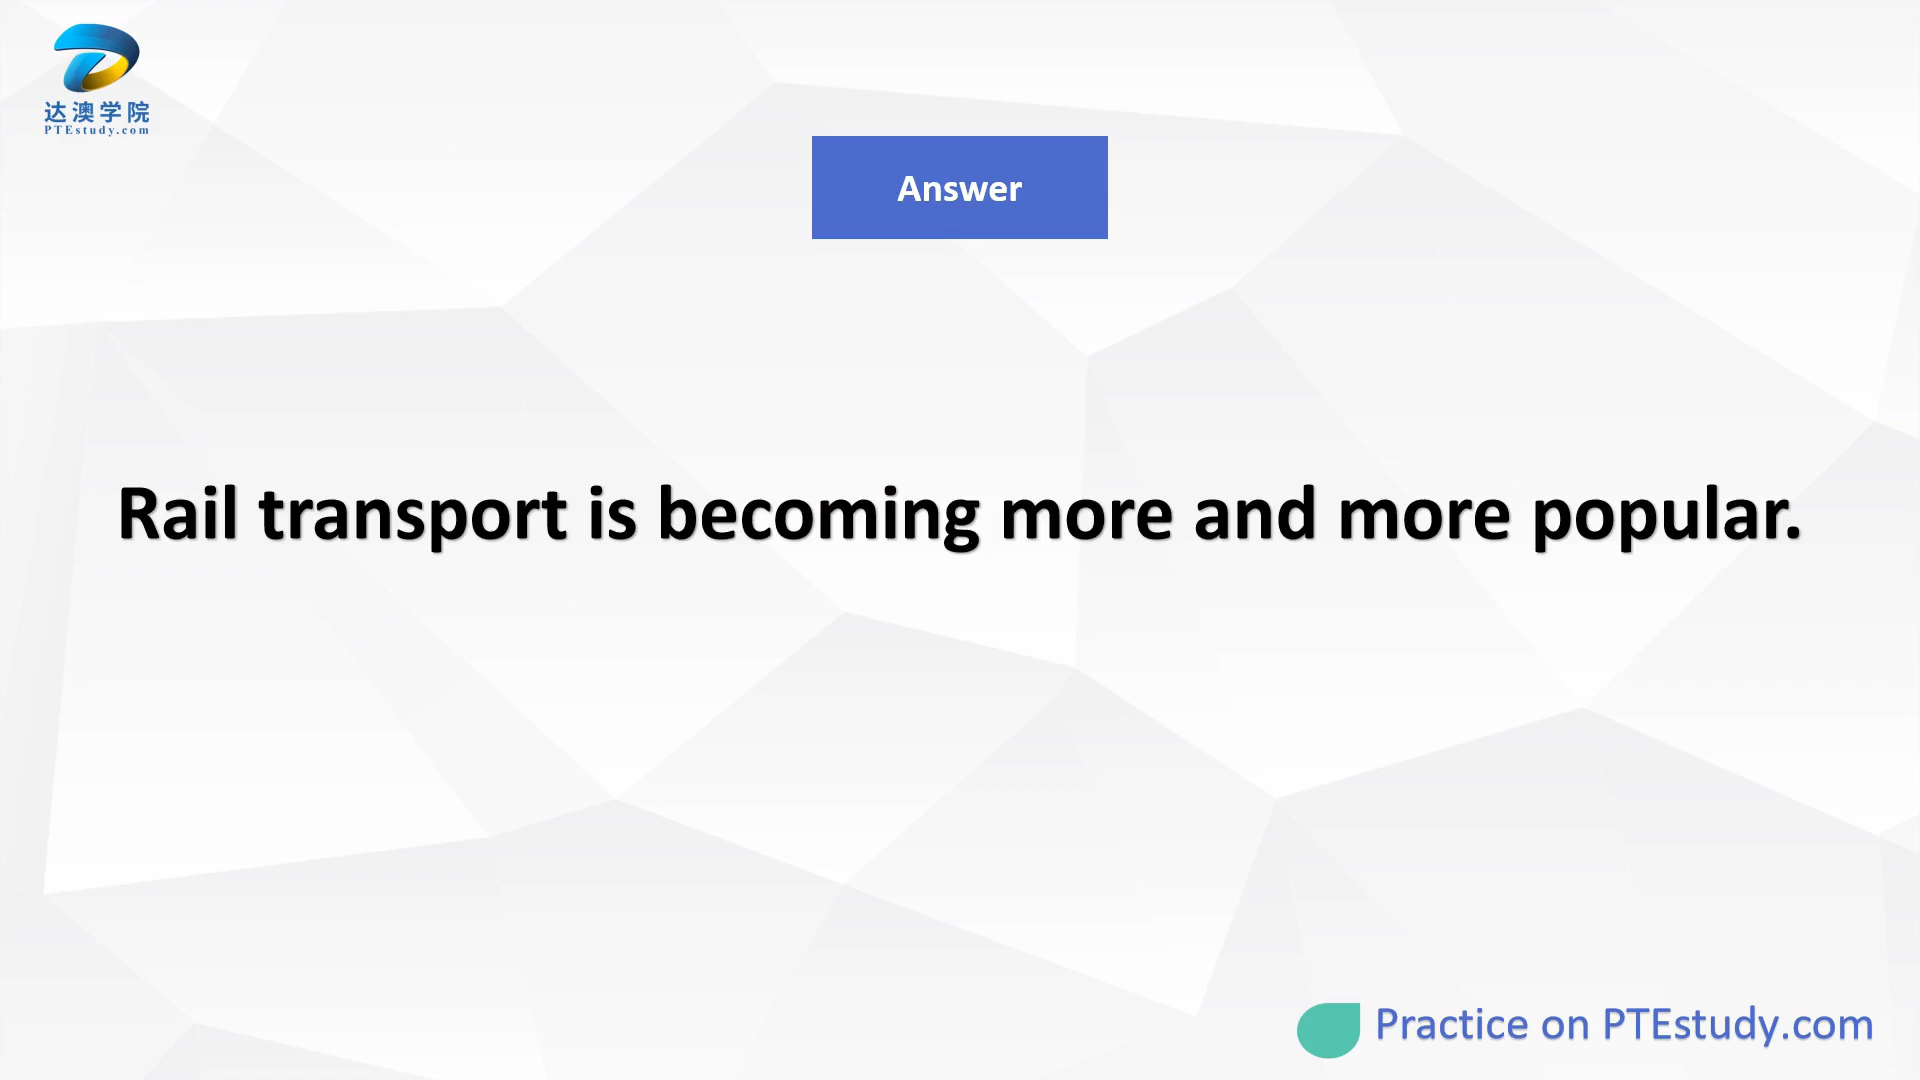 达澳学院
PTEstudy.com
Answer
Rail transport is becoming more and more popular.
Practice on PTEstudy.com